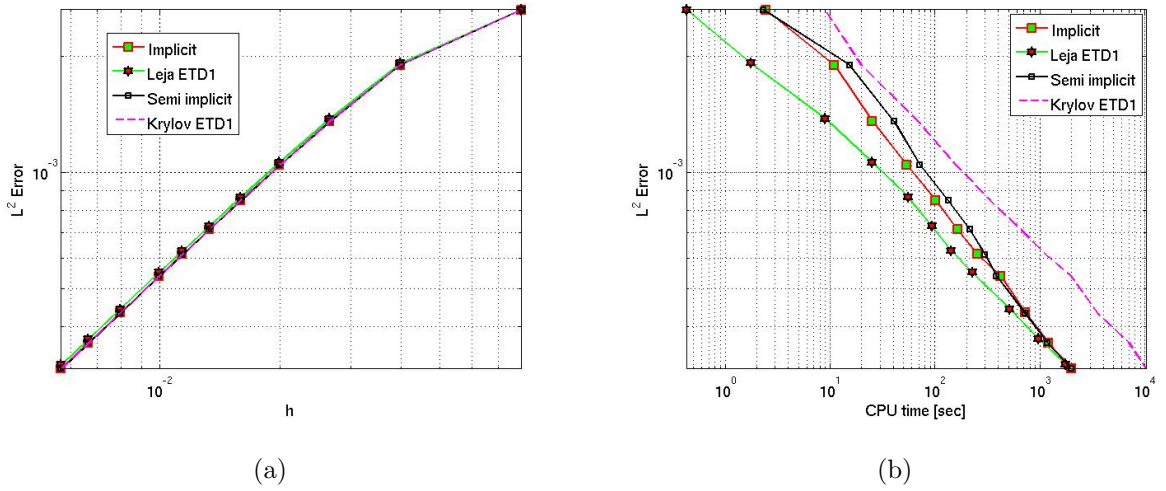 Implicit
Leja ETD1
Semi implicit
Krylov ETD1
L² Error
10⁻³
10⁻²
h
(a)
Implicit
Leja ETD1
Semi implicit
Krylov ETD1
L² Error
10⁻³
10⁰
10¹
10²
10³
10⁴
CPU time [sec]
(b)